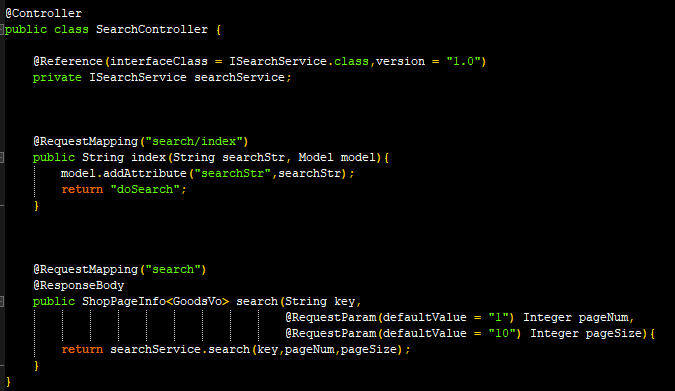 @Controller
public class SearchController {
@Reference(interfaceClass = ISearchService.class,version = "1.0")
private ISearchService searchService;
@RequestMapping("search/index")
public String index(String searchStr, Model model){
model.addAttribute("searchStr",searchStr);
return "doSearch";
}
@RequestMapping("search")
@ResponseBody
public ShopPageInfo<GoodsVo> search(String key,
@RequestParam(defaultValue = "1") Integer pageNum,
@RequestParam(defaultValue = "10") Integer pageSize){
return searchService.search(key,pageNum,pageSize);
}
}